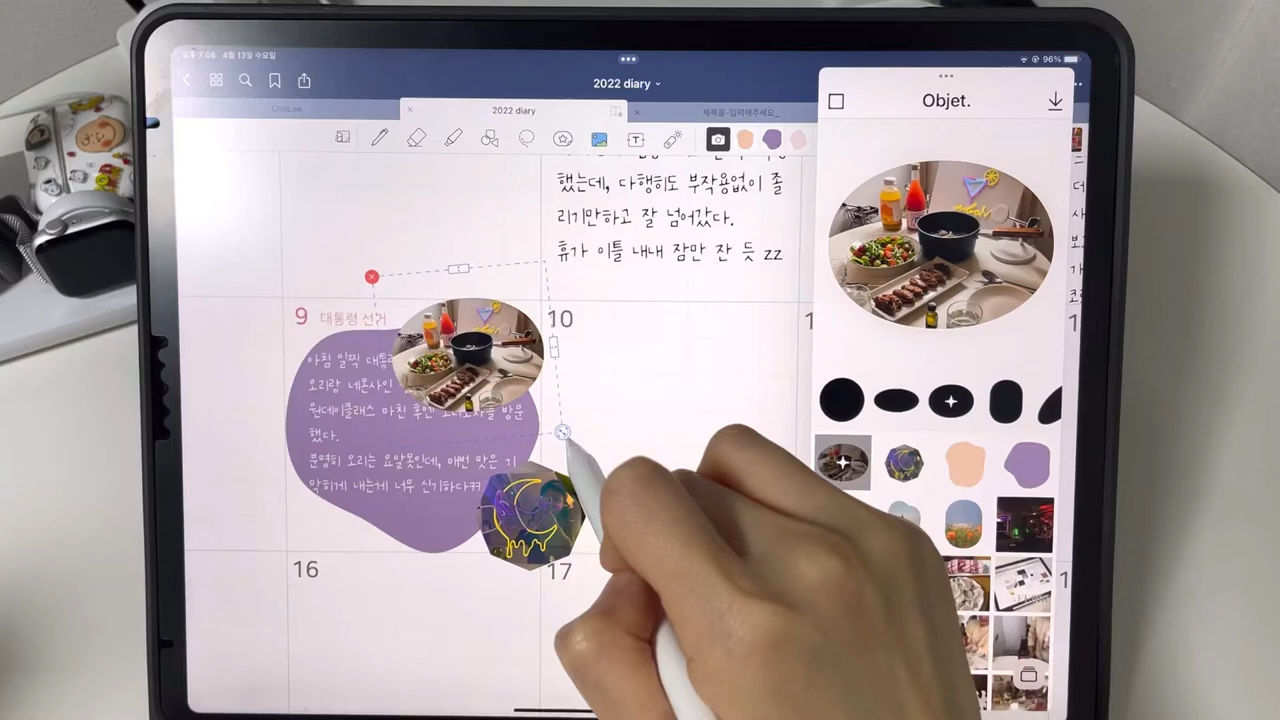 오후 7:08 4월 13일 수요일
96%
2022 diary
ChoLee
2022 diary
제목을-입력해주세요_
Objet.
했는데, 다행히도 부작용없이 졸
리기만하고 잘 넘어갔다.
휴가 이틀 내내 잠만 잔 듯 zz
9 대통령 선거
10
아침 일찍 대통
오리랑 네온사인
원데이클래스 마친 후엔 방문
했다.
분명히 오리는 요알못인데, 매번 맛은 기
막히게 내는게 너무 신기하다ㅋㅋ
16
17